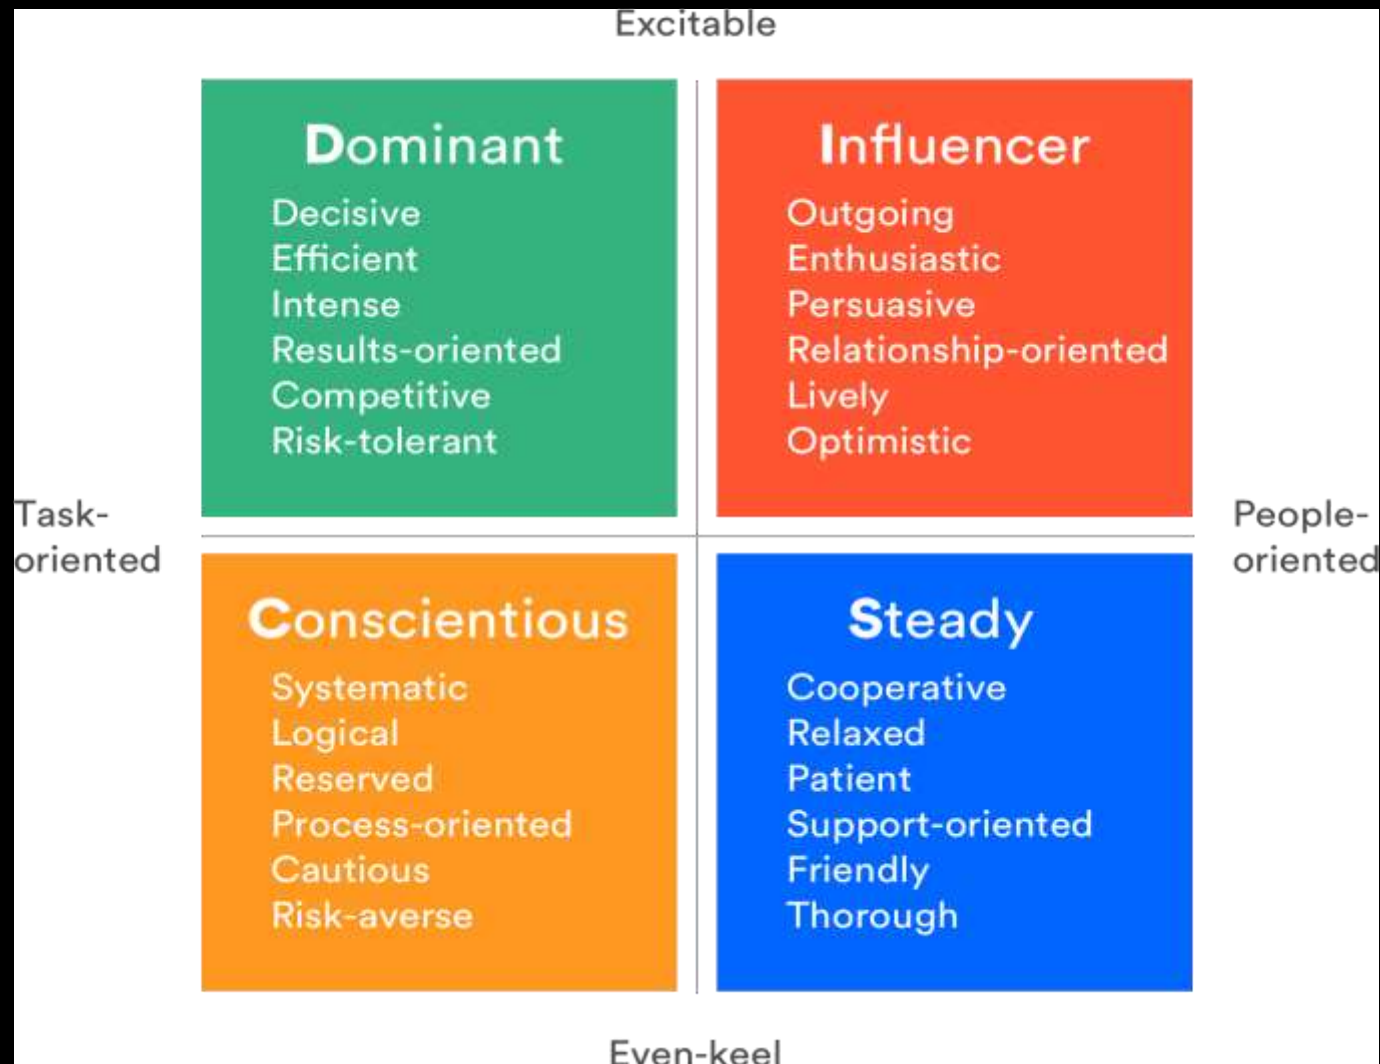 Excitable
Dominant
Decisive
Efficient
Intense
Results-oriented
Competitive
Risk-tolerant
Influencer
Outgoing
Enthusiastic
Persuasive
Relationship-oriented
Lively
Optimistic
Task-
oriented
People-
oriented
Conscientious
Systematic
Logical
Reserved
Process-oriented
Cautious
Risk-averse
Steady
Cooperative
Relaxed
Patient
Support-oriented
Friendly
Thorough
Even-keel